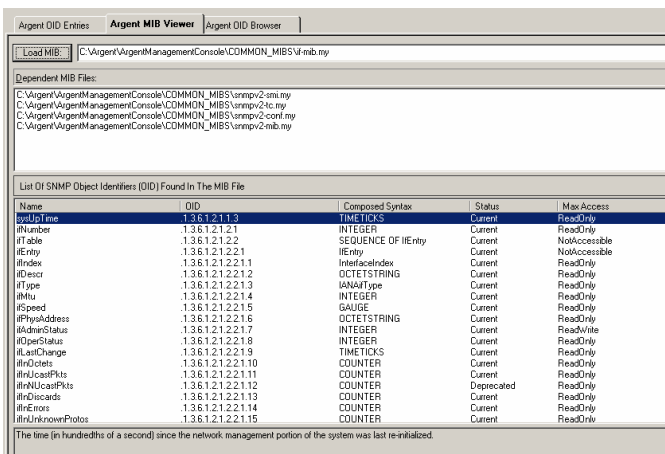 Argent OID Entries Argent MIB Viewer Argent OID Browser
Load MIB: C:\Argent\ArgentManagementConsole\COMMON_MIBS\if-mib.my
Dependent MIB Files:
C:\Argent\ArgentManagementConsole\COMMON_MIBS\snmpv2-smi.my
C:\Argent\ArgentManagementConsole\COMMON_MIBS\snmpv2-tc.my
C:\Argent\ArgentManagementConsole\COMMON_MIBS\snmpv2-conf.my
C:\Argent\ArgentManagementConsole\COMMON_MIBS\snmpv2-mib.my
List Of SNMP Object Identifiers (OID) Found In The MIB File
Name OID Composed Syntax Status Max Access
sysUpTime .1.3.6.1.2.1.1.3 TIMETICKS Current ReadOnly
ifNumber .1.3.6.1.2.1.2.1 INTEGER Current ReadOnly
ifTable .1.3.6.1.2.1.2.2 SEQUENCE OF IfEntry Current NotAccessible
ifEntry .1.3.6.1.2.1.2.2.1 IfEntry Current NotAccessible
ifIndex .1.3.6.1.2.1.2.2.1.1 InterfaceIndex Current ReadOnly
ifDescr .1.3.6.1.2.1.2.2.1.2 OCTETSTRING Current ReadOnly
ifType .1.3.6.1.2.1.2.2.1.3 IANAifType Current ReadOnly
ifMtu .1.3.6.1.2.1.2.2.1.4 INTEGER Current ReadOnly
ifSpeed .1.3.6.1.2.1.2.2.1.5 GAUGE Current ReadOnly
ifPhysAddress .1.3.6.1.2.1.2.2.1.6 OCTETSTRING Current ReadOnly
ifAdminStatus .1.3.6.1.2.1.2.2.1.7 INTEGER Current ReadWrite
ifOperStatus .1.3.6.1.2.1.2.2.1.8 INTEGER Current ReadOnly
ifLastChange .1.3.6.1.2.1.2.2.1.9 TIMETICKS Current ReadOnly
ifInOctets .1.3.6.1.2.1.2.2.1.10 COUNTER Current ReadOnly
ifInUcastPkts .1.3.6.1.2.1.2.2.1.11 COUNTER Current ReadOnly
ifInNUcastPkts .1.3.6.1.2.1.2.2.1.12 COUNTER Deprecated ReadOnly
ifInDiscards .1.3.6.1.2.1.2.2.1.13 COUNTER Current ReadOnly
ifInErrors .1.3.6.1.2.1.2.2.1.14 COUNTER Current ReadOnly
ifInUnknownProtos .1.3.6.1.2.1.2.2.1.15 COUNTER Current ReadOnly
The time (in hundredths of a second) since the network management portion of the system was last re-initialized.